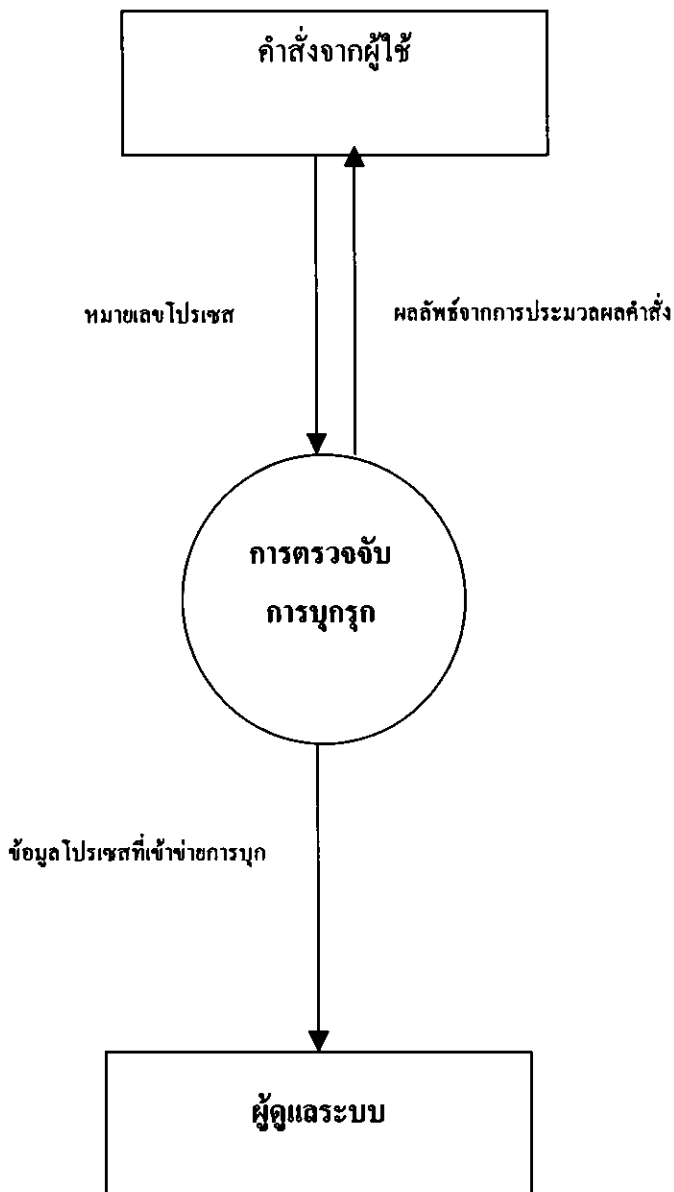 คำสั่งจากผู้ใช้
หมายเลขโปรเซส
ผลลัพธ์จากการประมวลผลคำสั่ง
การตรวจจับ
การบุกรุก
ข้อมูลโปรเซสที่เข้าข่ายการบุก
ผู้ดูแลระบบ